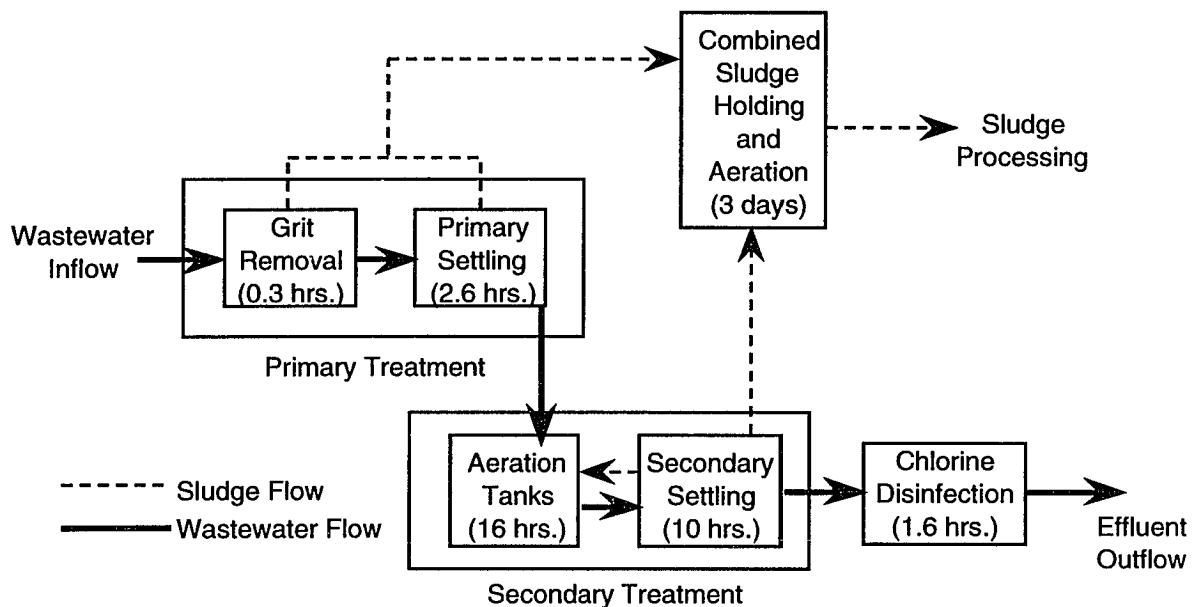 Combined
Sludge
Holding
and
Aeration
(3 days)
Sludge
Processing
Wastewater
Inflow
Grit
Removal
(0.3 hrs.)
Primary
Settling
(2.6 hrs.)
Primary Treatment
Aeration
Tanks
(16 hrs.)
Secondary
Settling
(10 hrs.)
Chlorine
Disinfection
(1.6 hrs.)
Effluent
Outflow
Secondary Treatment
Sludge Flow
Wastewater Flow